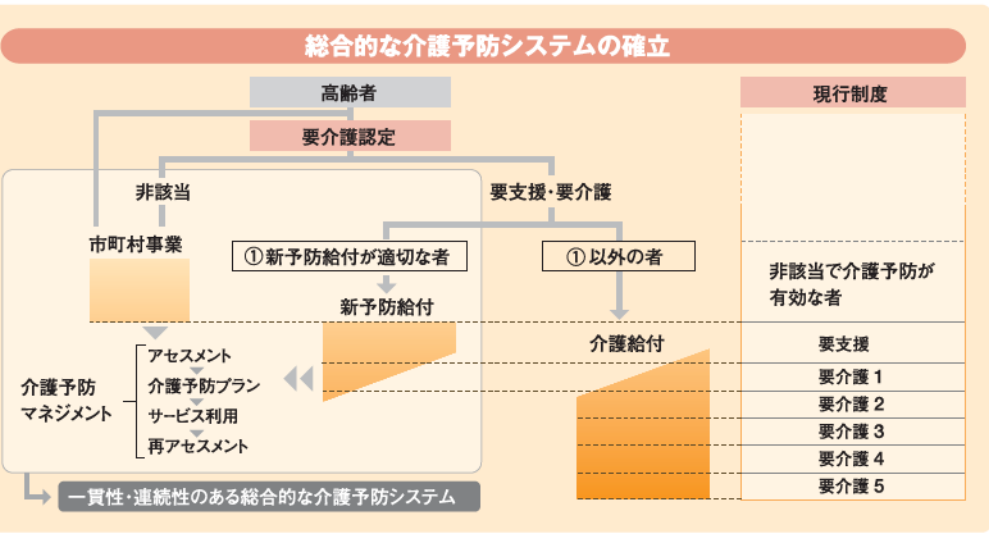 総合的な介護予防システムの確立
高齢者
現行制度
要介護認定
非該当
要支援・要介護
市町村事業
①新予防給付が適切な者
①以外の者
非該当で介護予防が
有効な者
新予防給付
介護給付
要支援
アセスメント
介護予防プラン
サービス利用
再アセスメント
介護予防
マネジメント
要介護1
要介護2
要介護3
要介護4
要介護5
一貫性・連続性のある総合的な介護予防システム